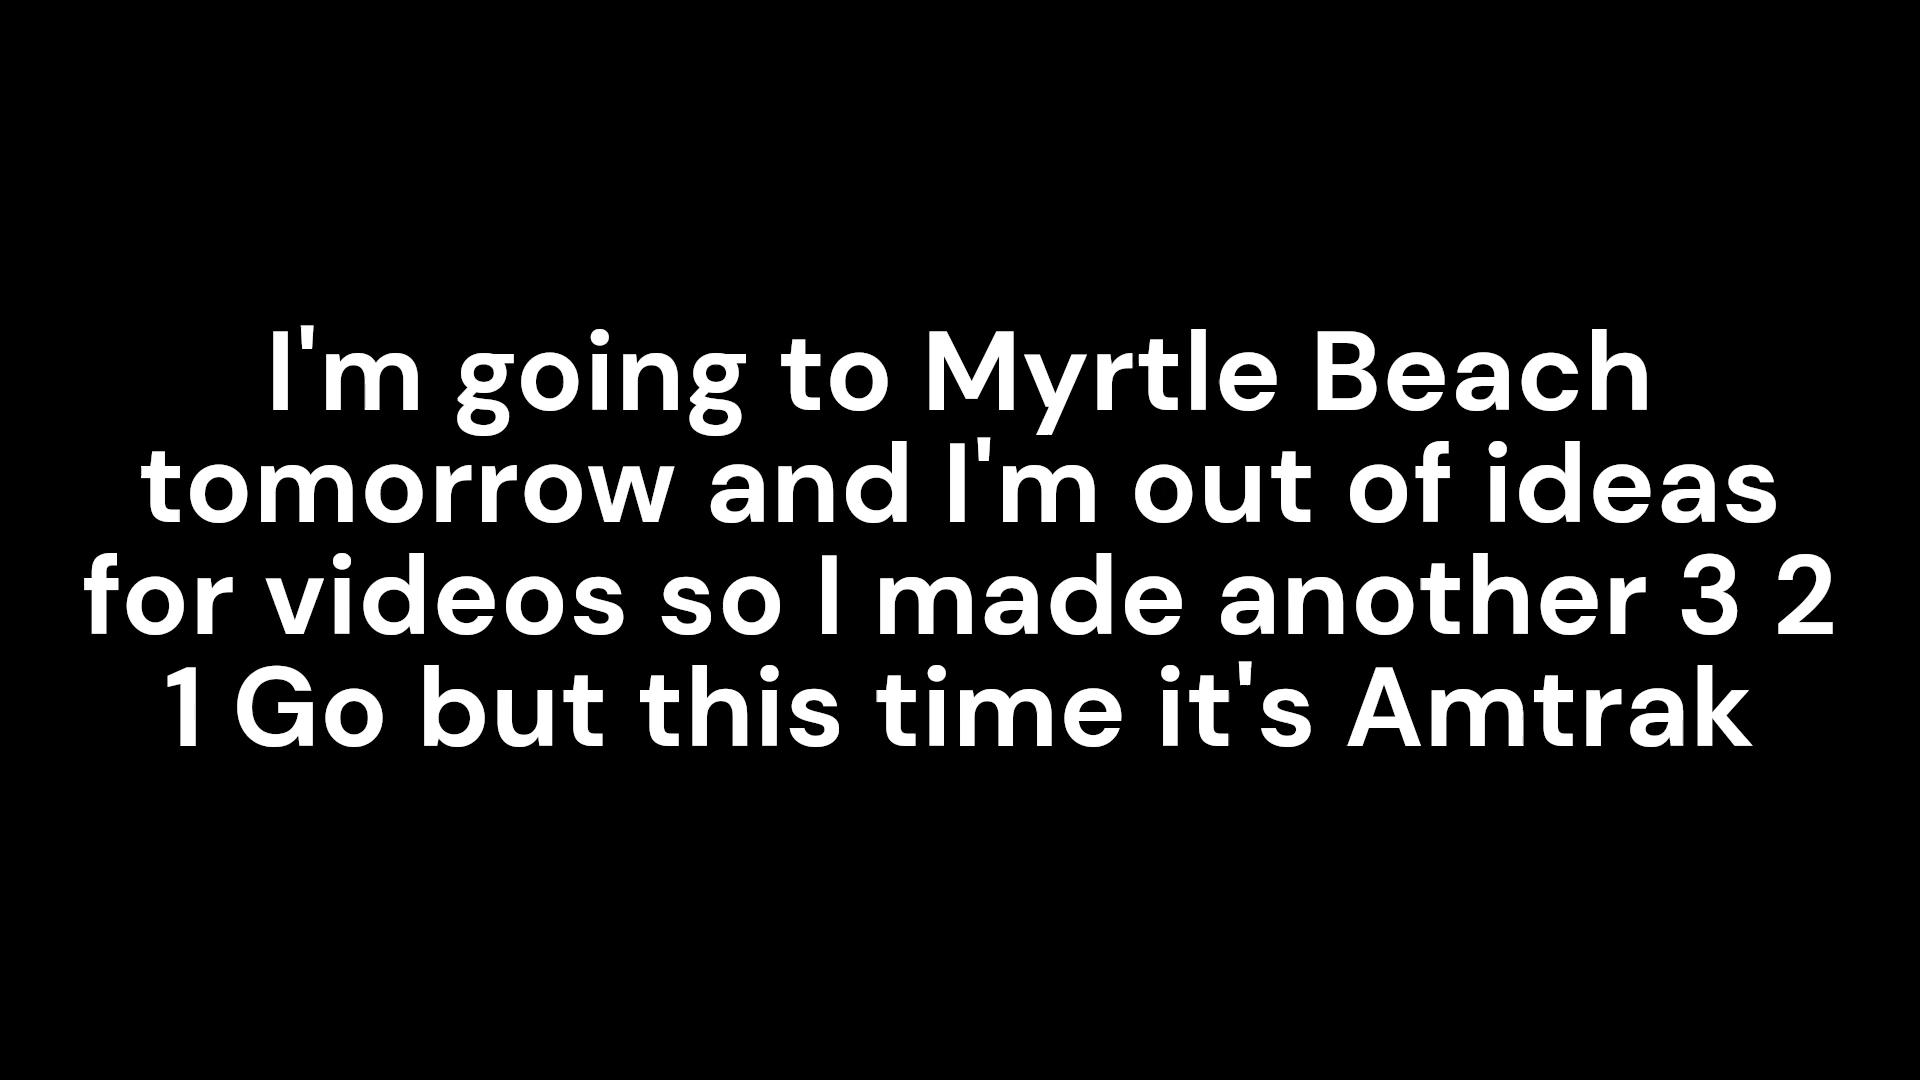 I'm going to Myrtle Beach
tomorrow and I'm out of ideas
for videos so I made another 3 2
1 Go but this time it's Amtrak